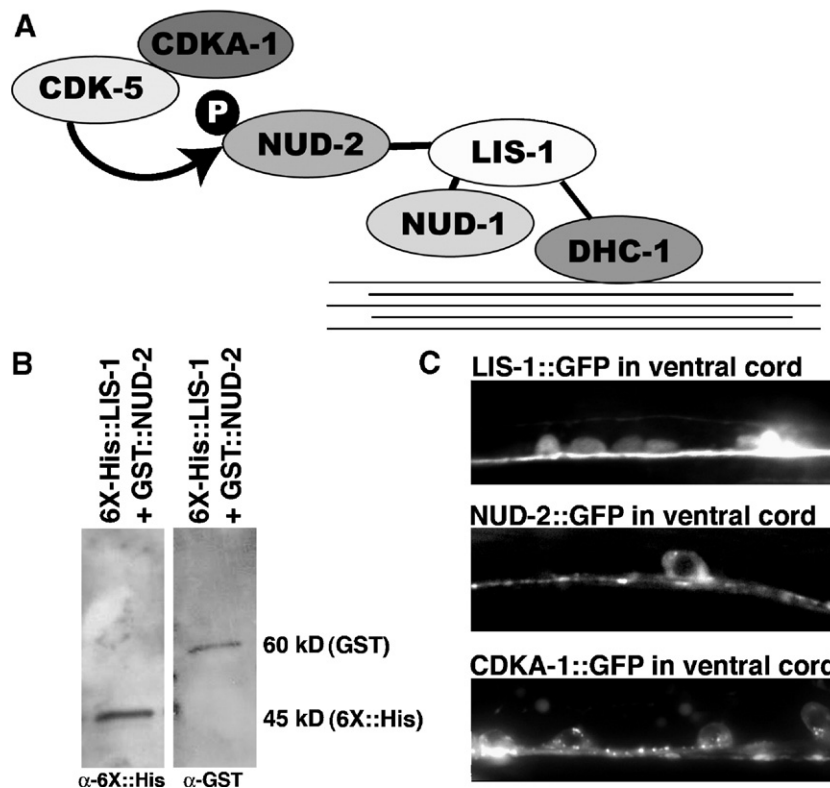 A
CDKA-1
CDK-5
P
NUD-2
LIS-1
NUD-1
DHC-1
B
6X-His::LIS-1
+ GST::NUD-2
6X-His::LIS-1
+ GST::NUD-2
60 kD (GST)
45 kD (6X::His)
α-6X::His
α-GST
C
LIS-1::GFP in ventral cord
NUD-2::GFP in ventral cord
CDKA-1::GFP in ventral cord